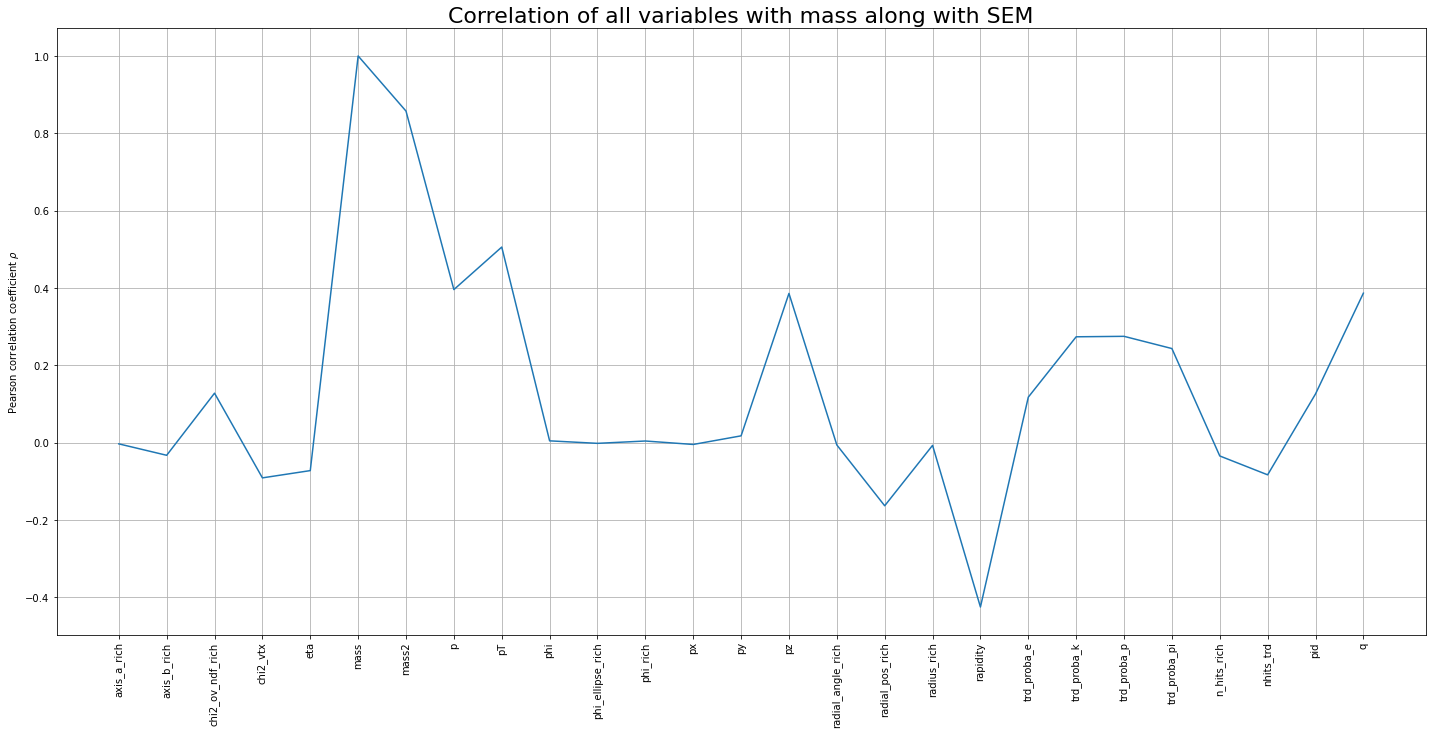 Correlation of all variables with mass along with SEM
Pearson correlation coefficient ρ
1.0
0.8
0.6
0.4
0.2
0.0
−0.2
−0.4
axis_a_rich
axis_b_rich
chi2_ov_ndf_rich
chi2_vtx
eta
mass
mass2
p
pT
phi
phi_ellipse_rich
phi_rich
px
py
pz
radial_angle_rich
radial_pos_rich
radius_rich
rapidity
trd_proba_e
trd_proba_k
trd_proba_p
trd_proba_pi
n_hits_rich
nhits_trd
pid
q